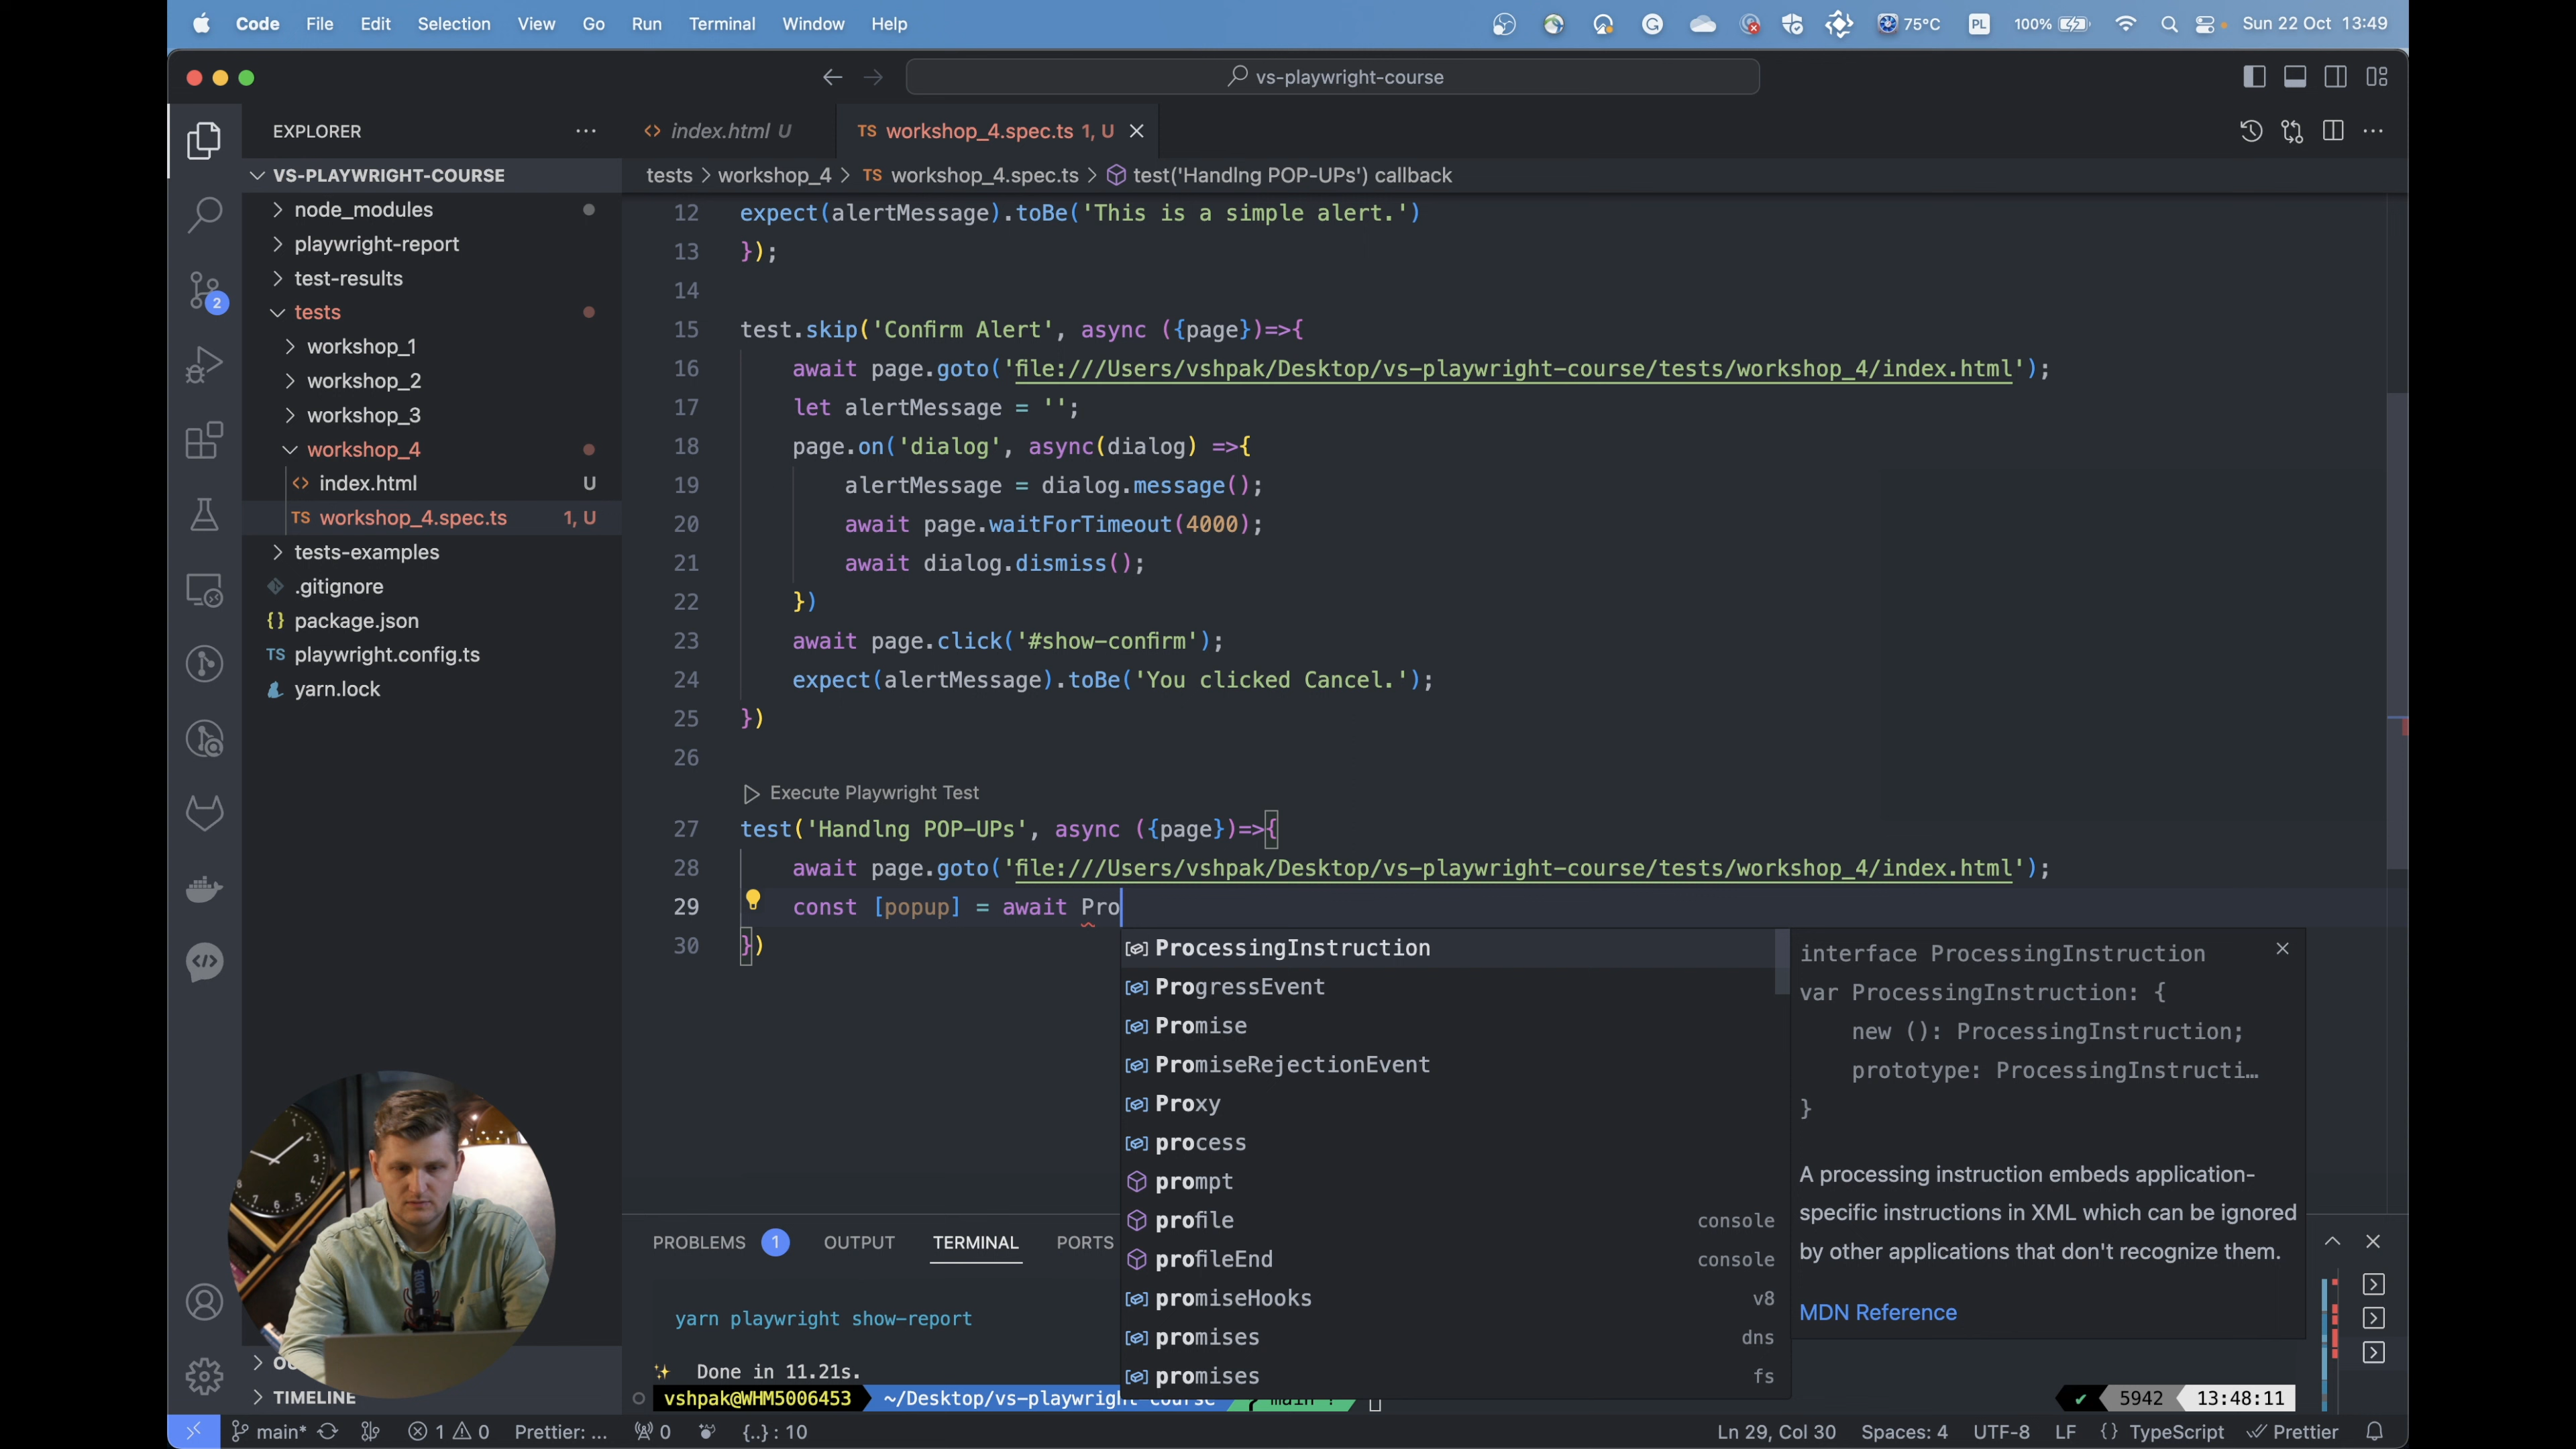 Code File Edit Selection View Go Run Terminal Window Help
75°C PL 100% Sun 22 Oct 13:49
vs-playwright-course
EXPLORER
index.html U
TS workshop_4.spec.ts 1, U
VS-PLAYWRIGHT-COURSE
tests > workshop_4 > TS workshop_4.spec.ts > test('Handlng POP-UPs') callback
node_modules
playwright-report
test-results
tests
workshop_1
workshop_2
workshop_3
workshop_4
index.html U
TS workshop_4.spec.ts 1, U
tests-examples
.gitignore
{} package.json
TS playwright.config.ts
yarn.lock
TIMELINE
2
12 expect(alertMessage).toBe('This is a simple alert.')
13 });
14
15 test.skip('Confirm Alert', async ({page})=>{
16 await page.goto('file:///Users/vshpak/Desktop/vs-playwright-course/tests/workshop_4/index.html');
17 let alertMessage = '';
18 page.on('dialog', async(dialog) =>{
19 alertMessage = dialog.message();
20 await page.waitForTimeout(4000);
21 await dialog.dismiss();
22 })
23 await page.click('#show-confirm');
24 expect(alertMessage).toBe('You clicked Cancel.');
25 })
26
Execute Playwright Test
27 test('Handlng POP-UPs', async ({page})=>{
28 await page.goto('file:///Users/vshpak/Desktop/vs-playwright-course/tests/workshop_4/index.html');
29 const [popup] = await Pro
30 })
ProcessingInstruction
ProgressEvent
Promise
PromiseRejectionEvent
Proxy
process
prompt
profile console
profileEnd console
promiseHooks v8
promises dns
promises fs
interface ProcessingInstruction
var ProcessingInstruction: {
new (): ProcessingInstruction;
prototype: ProcessingInstructi…
}
A processing instruction embeds application-
specific instructions in XML which can be ignored
by other applications that don't recognize them.
MDN Reference
PROBLEMS 1 OUTPUT TERMINAL PORTS
yarn playwright show-report
Done in 11.21s.
vshpak@WHM5006453 ~/Desktop/vs-playwright-course
5942 13:48:11
main* 1 0 Prettier: ... 0 {..} : 10
Ln 29, Col 30 Spaces: 4 UTF-8 LF {} TypeScript Prettier